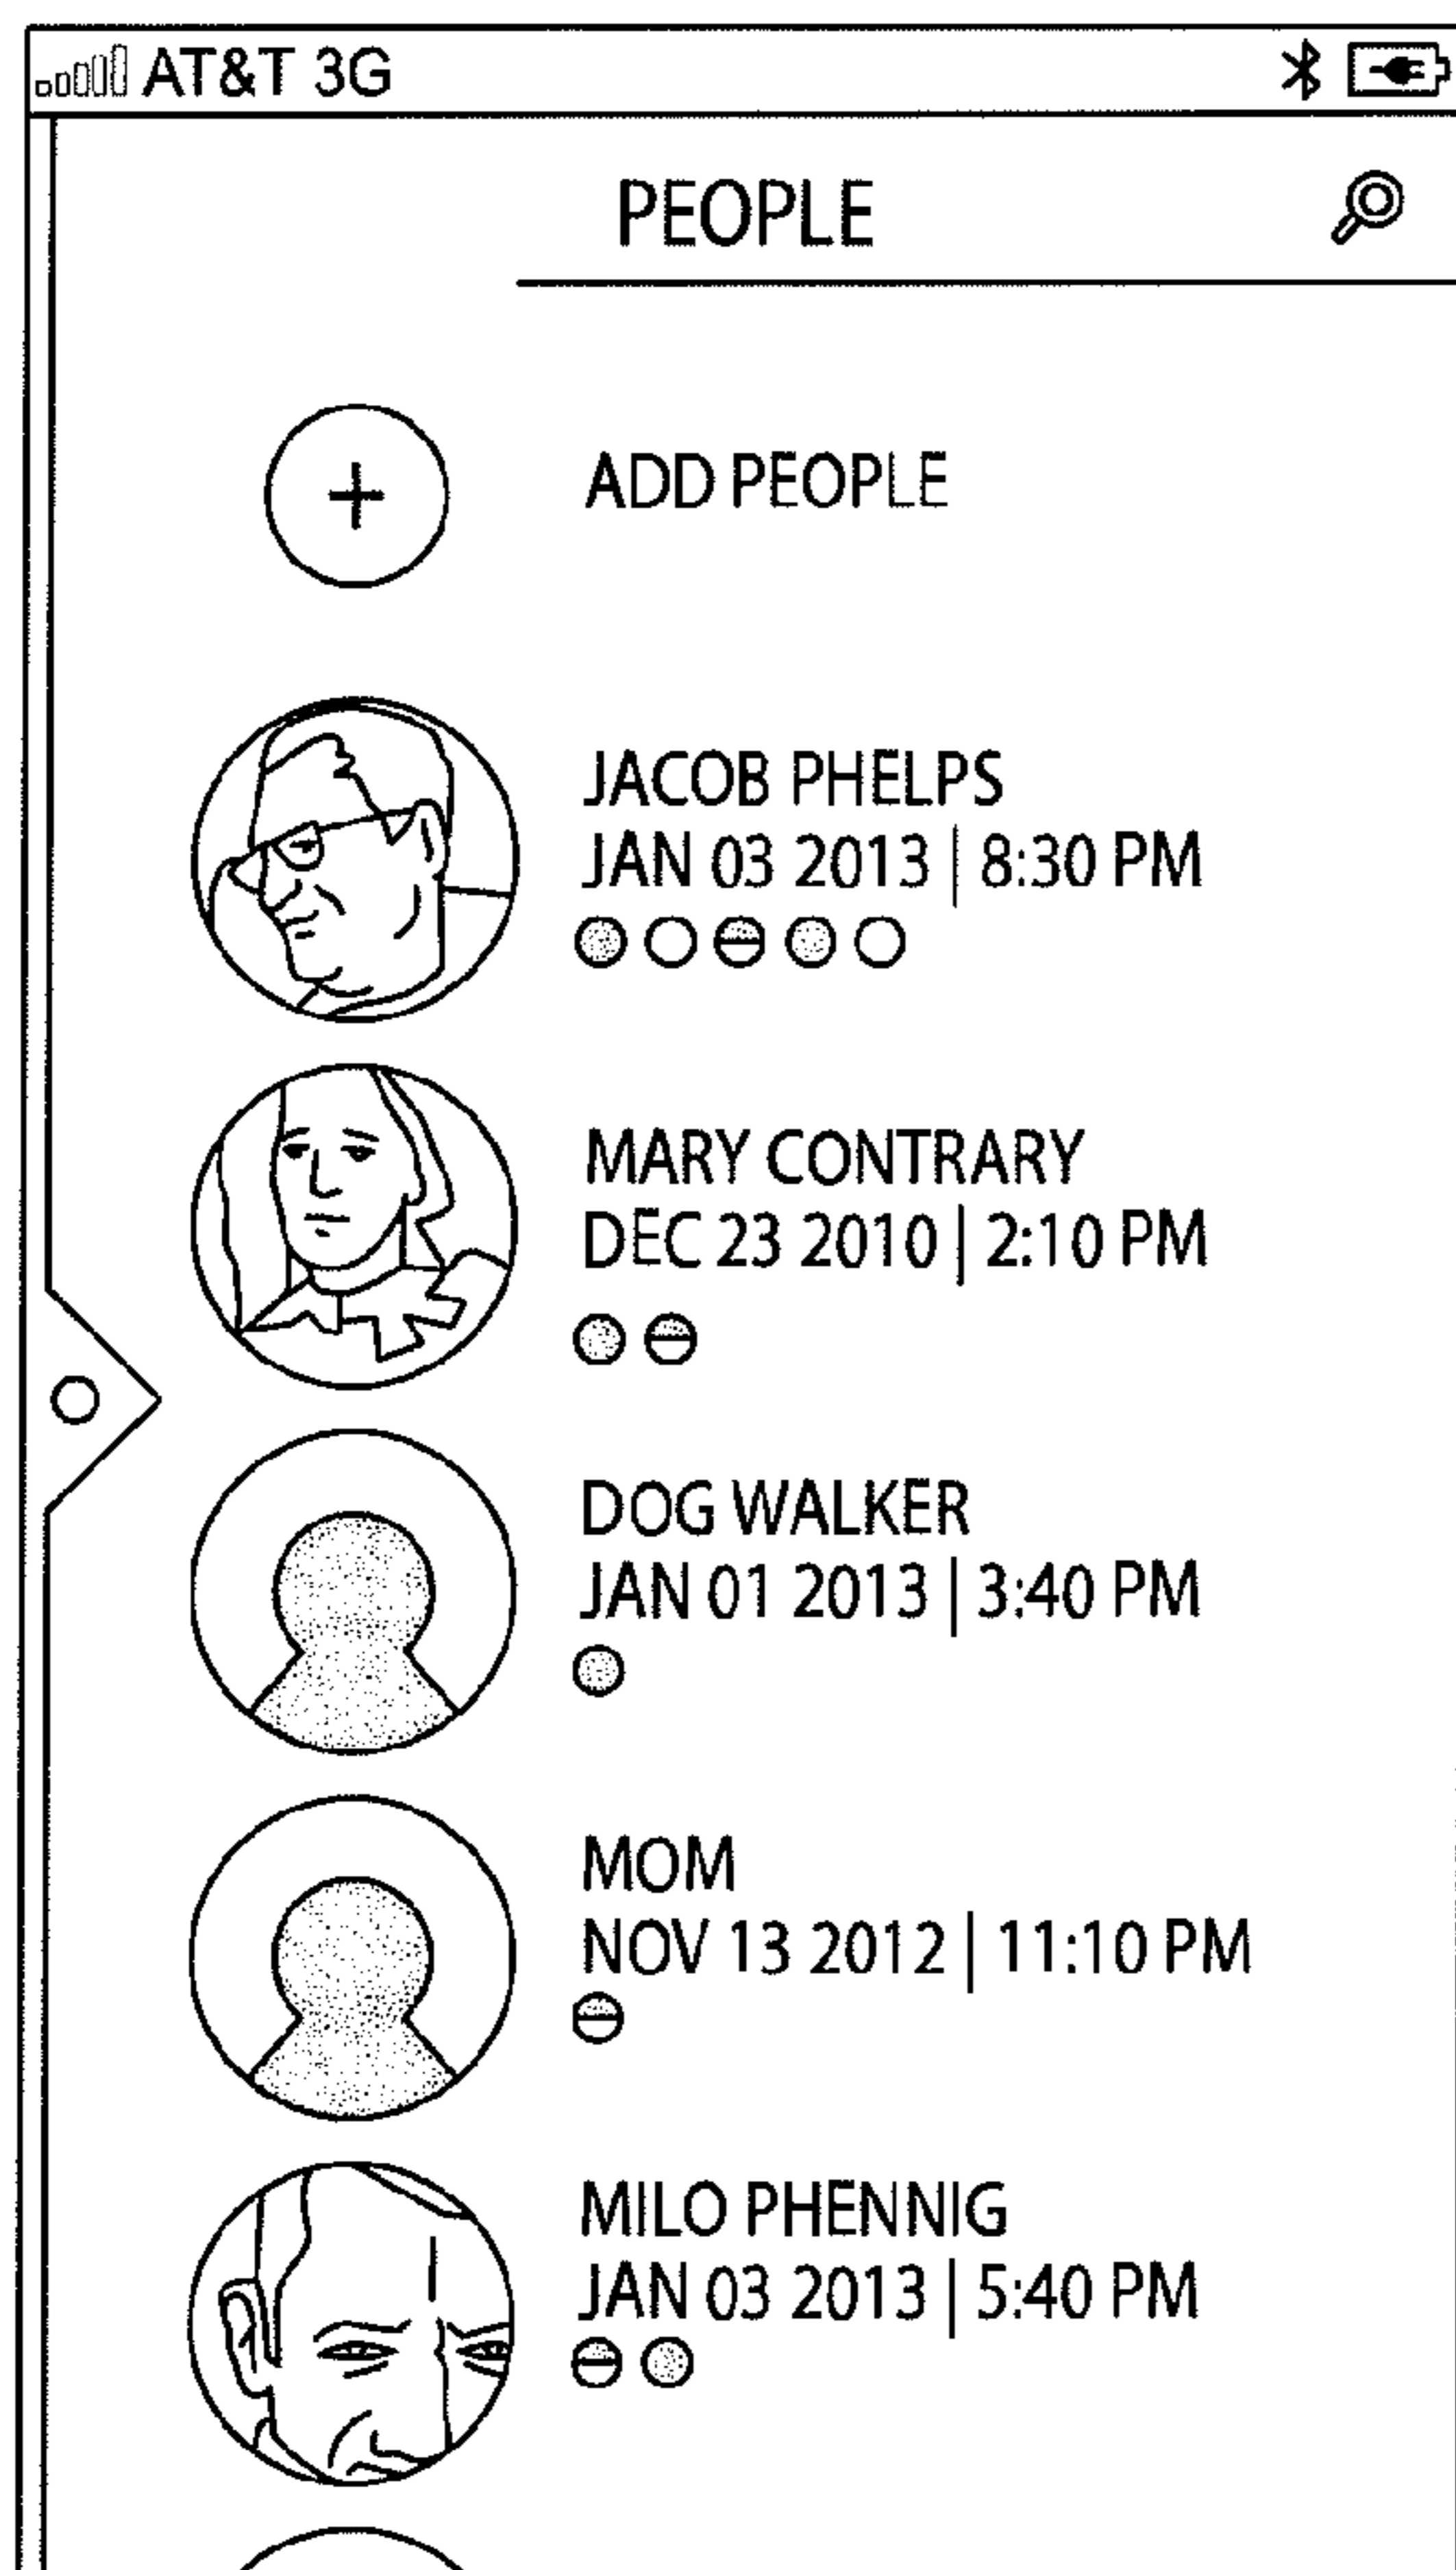 AT&T 3G
PEOPLE
ADD PEOPLE
JACOB PHELPS
JAN 03 2013 | 8:30 PM
MARY CONTRARY
DEC 23 2010 | 2:10 PM
DOG WALKER
JAN 01 2013 | 3:40 PM
MOM
NOV 13 2012 | 11:10 PM
MILO PHENNIG
JAN 03 2013 | 5:40 PM